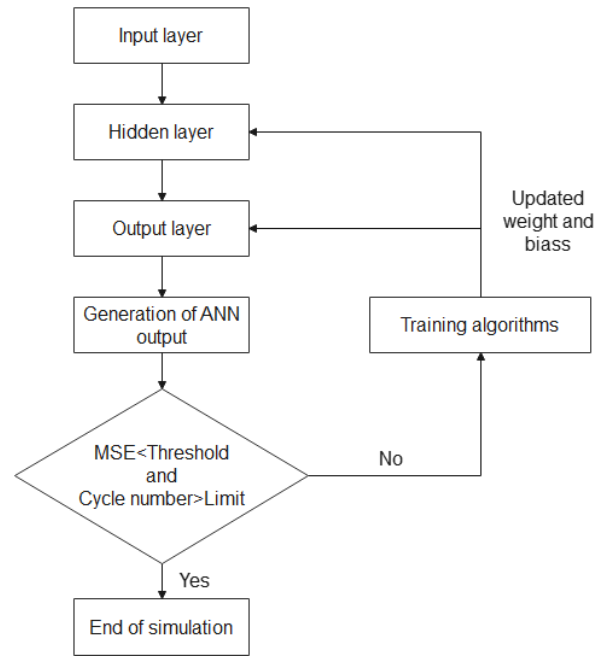 Input layer
Hidden layer
Output layer
Updated
weight and
biass
Generation of ANN
output
Training algorithms
MSE<Threshold
and
Cycle number>Limit
No
Yes
End of simulation